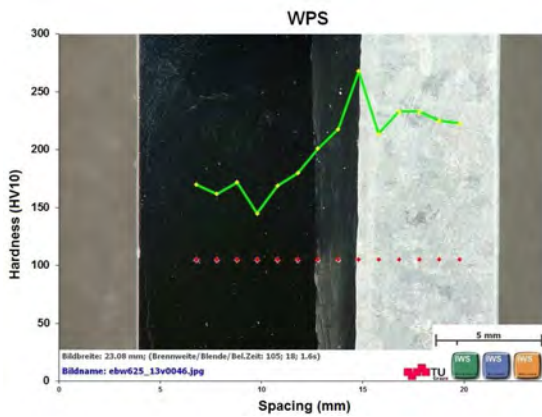 WPS
300
250
200
150
100
50
0
Hardness (HV10)
0
5
10
15
20
Spacing (mm)
5 mm
Bildbreite: 23.08 mm; (Brennweite/Blende/Bel.Zeit: 105; 18; 1.6s)
Bildname: ebw625_13v0046.jpg
TU
IWS
IWS
IWS